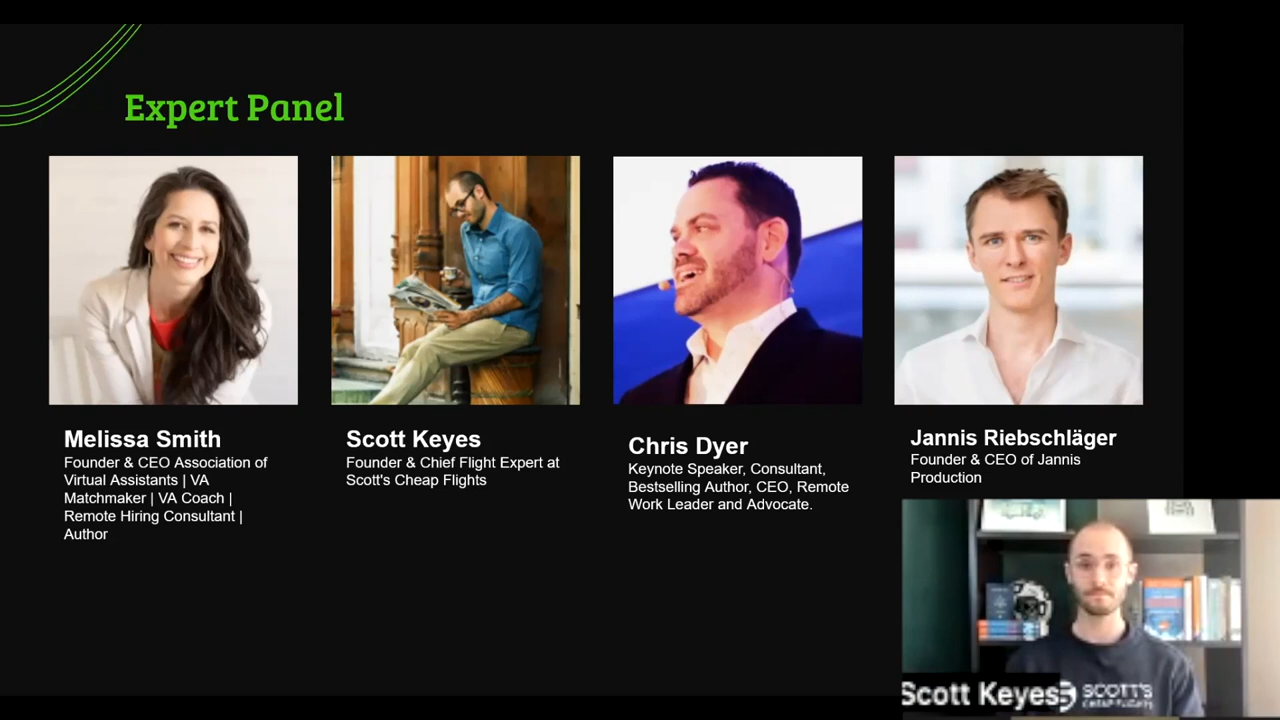 Expert Panel
Melissa Smith
Founder & CEO Association of
Virtual Assistants | VA
Matchmaker | VA Coach |
Remote Hiring Consultant |
Author
Scott Keyes
Founder & Chief Flight Expert at
Scott's Cheap Flights
Chris Dyer
Keynote Speaker, Consultant,
Bestselling Author, CEO, Remote
Work Leader and Advocate.
Jannis Riebschläger
Founder & CEO of Jannis
Production
Scott Keyes
SCOTT'S
CHEAP FLIGHTS